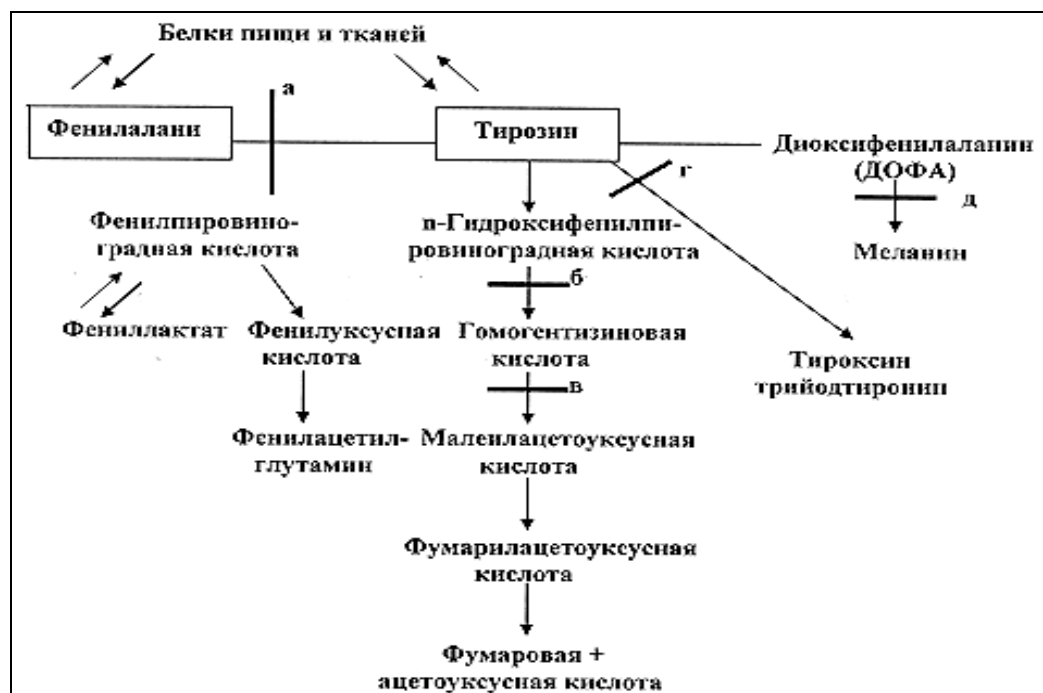 Белки пищи и тканей
а
Фенилалани
Тирозин
Диоксифенилаланин
(ДОФА)
г
д
Фенилпировино-
градная кислота
п-Гидроксифенилпи-
ровиноградная кислота
Меланин
б
Фениллактат
Фенилуксусная
кислота
Гомогентизиновая
кислота
Тироксин
трийодтиронин
в
Фенилацетил-
глутамин
Малеилацетоуксусная
кислота
Фумарилацетоуксусная
кислота
Фумаровая +
ацетоуксусная кислота